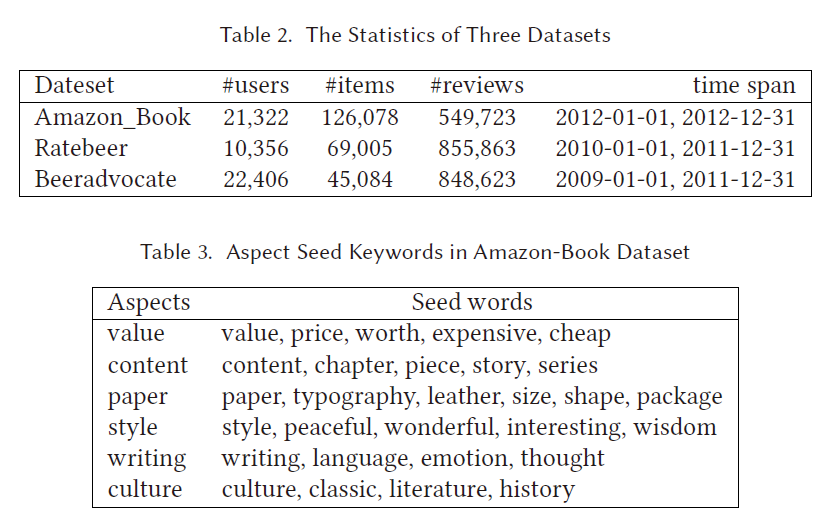 Table 2. The Statistics of Three Datasets
Dateset #users #items #reviews time span
Amazon_Book 21,322 126,078 549,723 2012-01-01, 2012-12-31
Ratebeer 10,356 69,005 855,863 2010-01-01, 2011-12-31
Beeradvocate 22,406 45,084 848,623 2009-01-01, 2011-12-31
Table 3. Aspect Seed Keywords in Amazon-Book Dataset
Aspects Seed words
value value, price, worth, expensive, cheap
content content, chapter, piece, story, series
paper paper, typography, leather, size, shape, package
style style, peaceful, wonderful, interesting, wisdom
writing writing, language, emotion, thought
culture culture, classic, literature, history